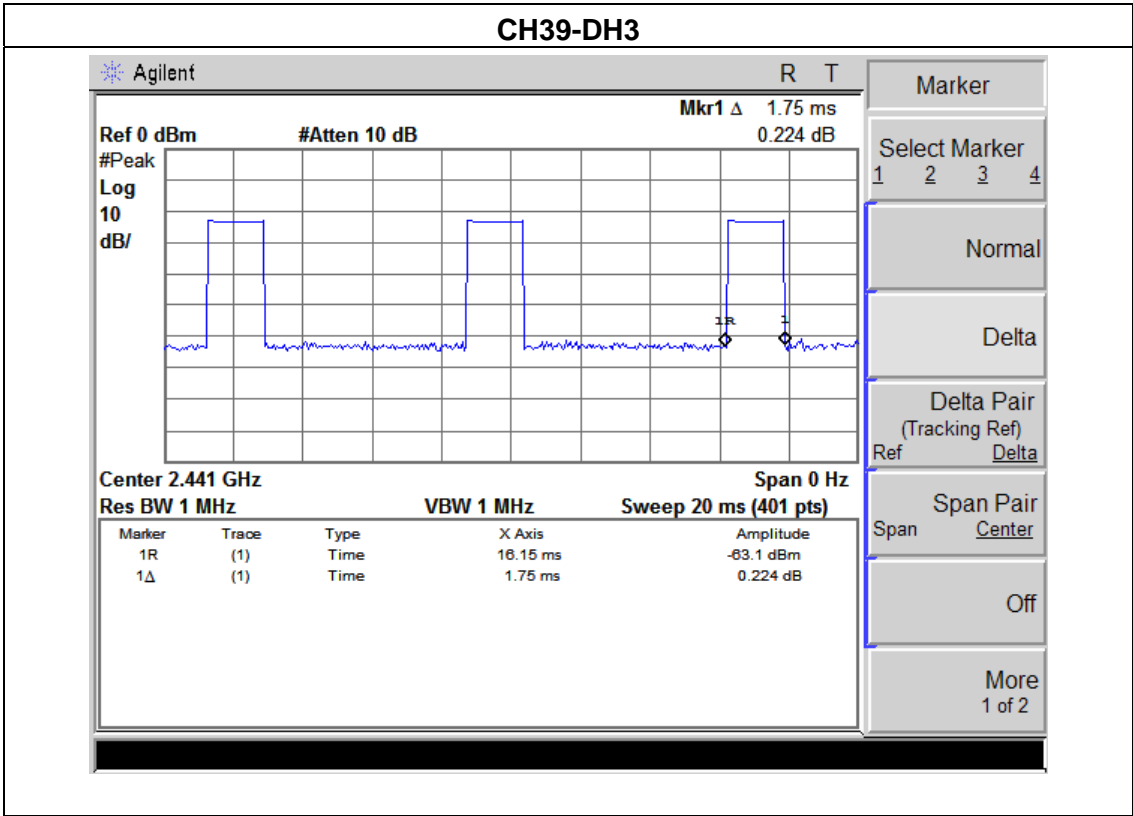 CH39-DH3
Agilent R T
Mkr1 Δ 1.75 ms
Ref 0 dBm #Atten 10 dB 0.224 dB
#Peak
Log
10
dB/
1R 1
Center 2.441 GHz Span 0 Hz
Res BW 1 MHz VBW 1 MHz Sweep 20 ms (401 pts)
Marker Trace Type X Axis Amplitude
1R (1) Time 16.15 ms -63.1 dBm
1Δ (1) Time 1.75 ms 0.224 dB
Marker
Select Marker
1 2 3 4
Normal
Delta
Delta Pair
(Tracking Ref)
Ref Delta
Span Pair
Span Center
Off
More
1 of 2